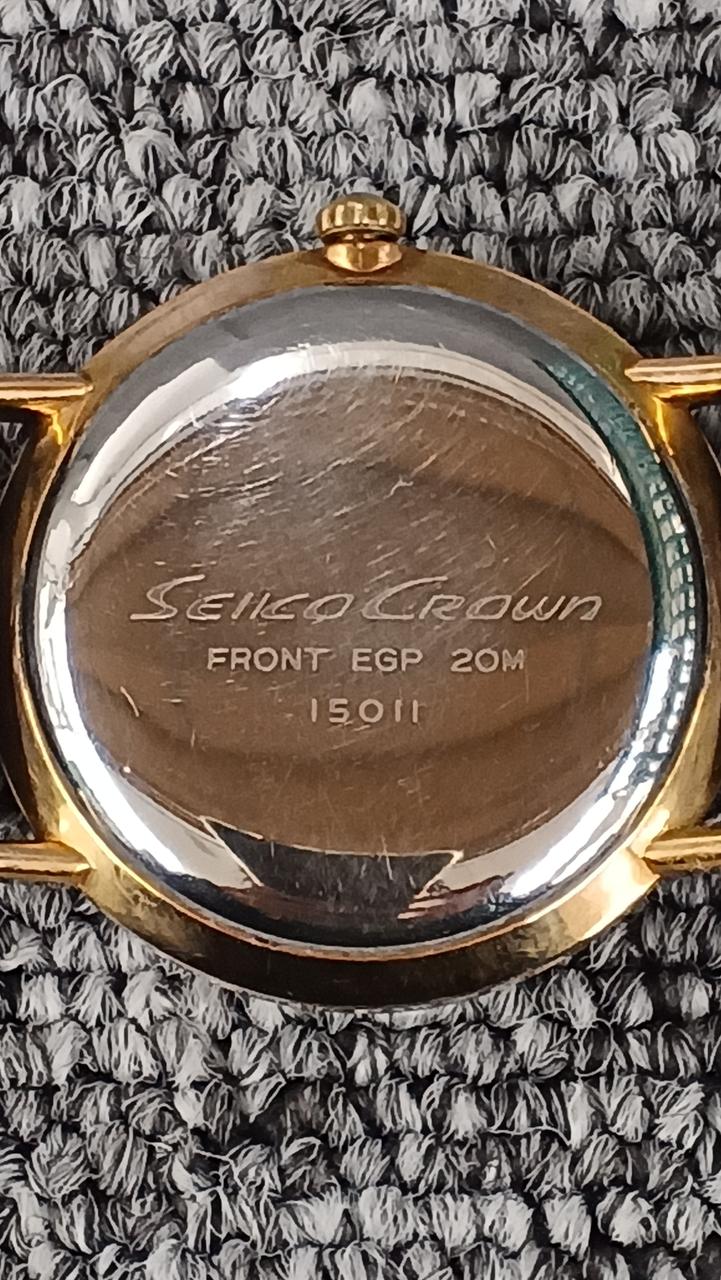 Seiko Crown
FRONT EGP 20M
15011